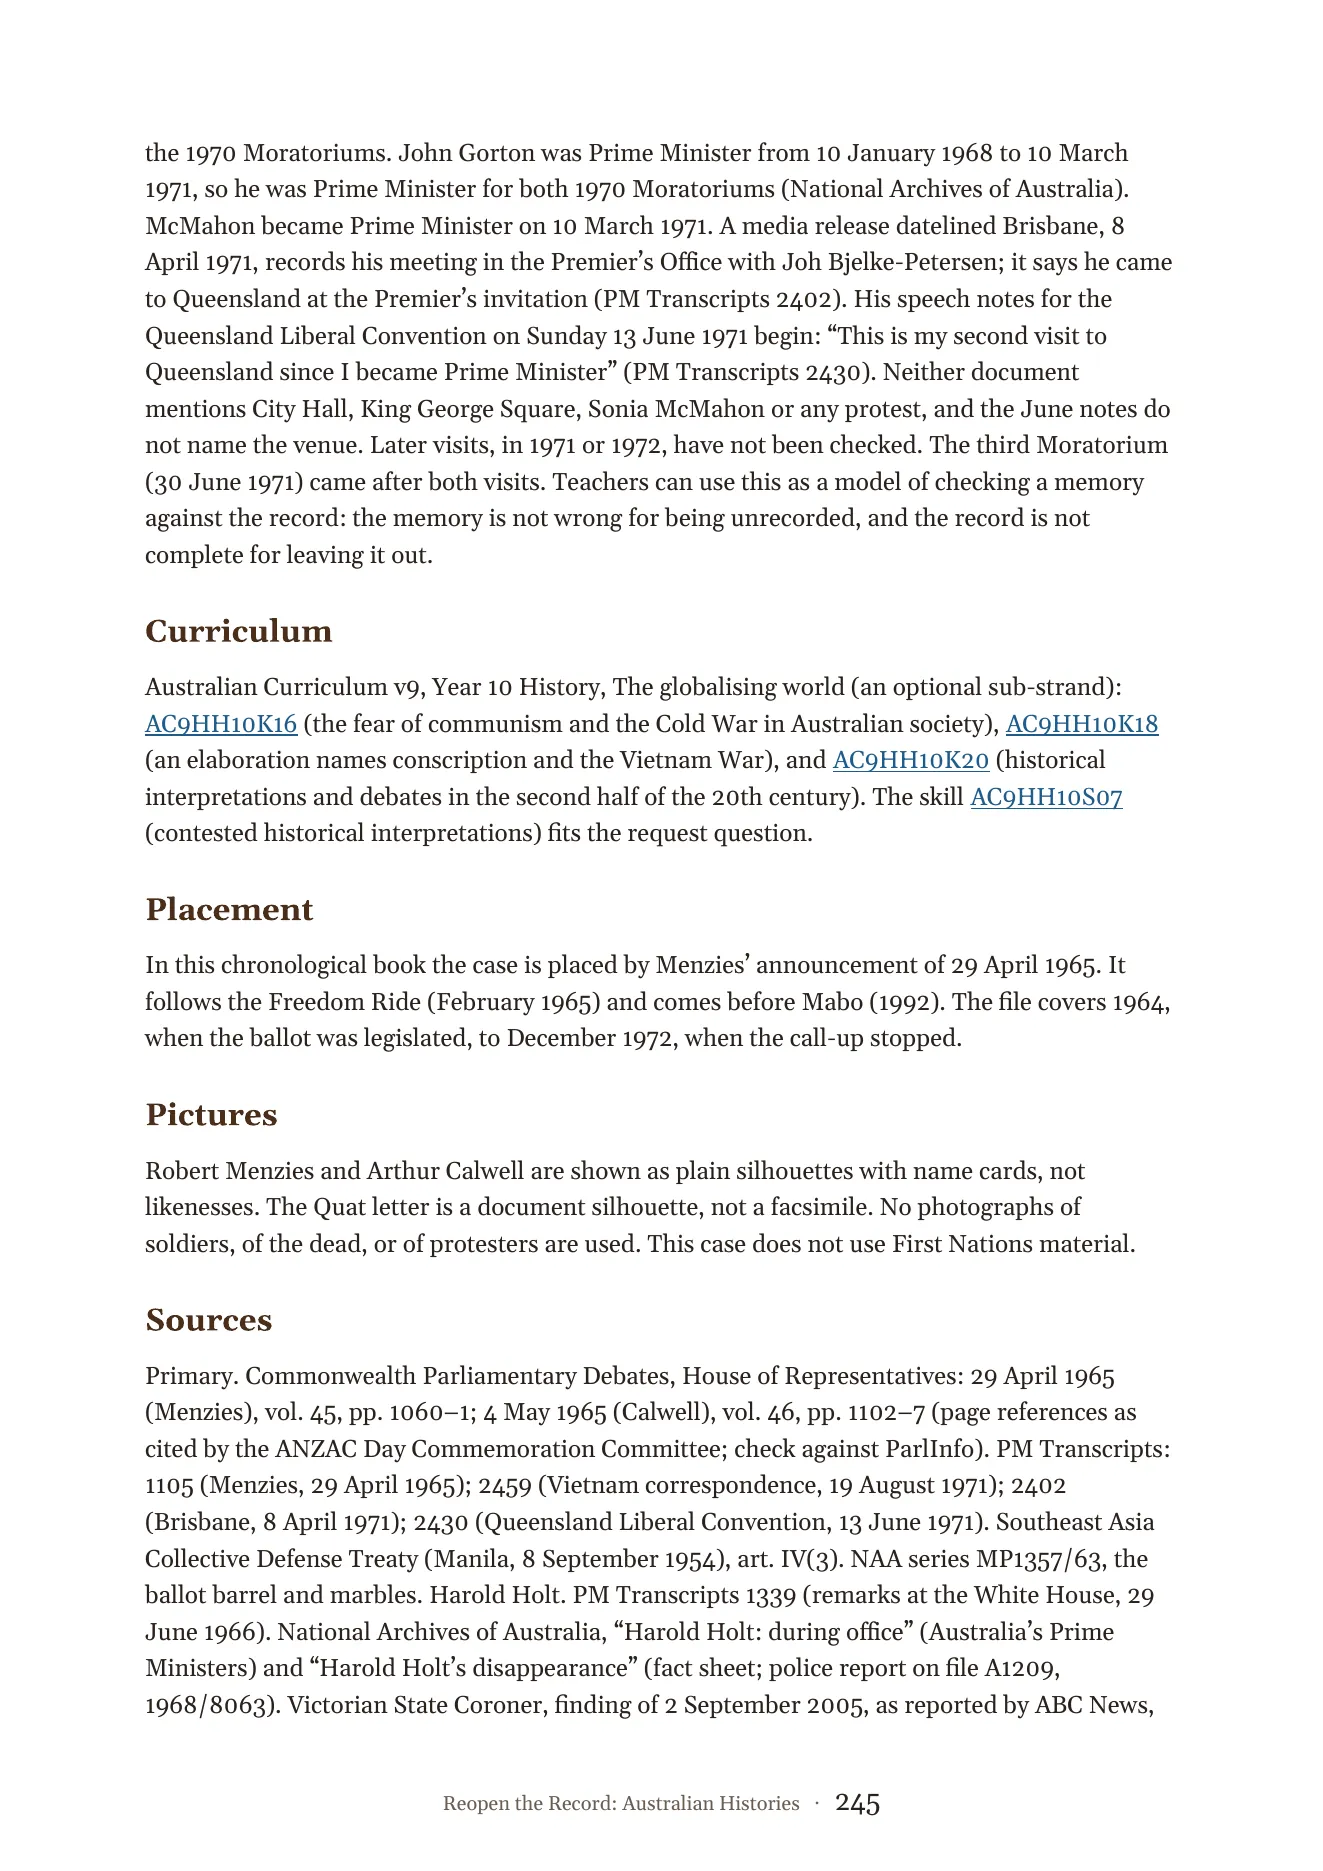 the 1970 Moratoriums. John Gorton was Prime Minister from 10 January 1968 to 10 March
1971, so he was Prime Minister for both 1970 Moratoriums (National Archives of Australia).
McMahon became Prime Minister on 10 March 1971. A media release datelined Brisbane, 8
April 1971, records his meeting in the Premier’s Office with Joh Bjelke-Petersen; it says he came
to Queensland at the Premier’s invitation (PM Transcripts 2402). His speech notes for the
Queensland Liberal Convention on Sunday 13 June 1971 begin: “This is my second visit to
Queensland since I became Prime Minister” (PM Transcripts 2430). Neither document
mentions City Hall, King George Square, Sonia McMahon or any protest, and the June notes do
not name the venue. Later visits, in 1971 or 1972, have not been checked. The third Moratorium
(30 June 1971) came after both visits. Teachers can use this as a model of checking a memory
against the record: the memory is not wrong for being unrecorded, and the record is not
complete for leaving it out.
Curriculum
Australian Curriculum v9, Year 10 History, The globalising world (an optional sub-strand):
AC9HH10K16 (the fear of communism and the Cold War in Australian society), AC9HH10K18
(an elaboration names conscription and the Vietnam War), and AC9HH10K20 (historical
interpretations and debates in the second half of the 20th century). The skill AC9HH10S07
(contested historical interpretations) fits the request question.
Placement
In this chronological book the case is placed by Menzies’ announcement of 29 April 1965. It
follows the Freedom Ride (February 1965) and comes before Mabo (1992). The file covers 1964,
when the ballot was legislated, to December 1972, when the call-up stopped.
Pictures
Robert Menzies and Arthur Calwell are shown as plain silhouettes with name cards, not
likenesses. The Quat letter is a document silhouette, not a facsimile. No photographs of
soldiers, of the dead, or of protesters are used. This case does not use First Nations material.
Sources
Primary. Commonwealth Parliamentary Debates, House of Representatives: 29 April 1965
(Menzies), vol. 45, pp. 1060–1; 4 May 1965 (Calwell), vol. 46, pp. 1102–7 (page references as
cited by the ANZAC Day Commemoration Committee; check against ParlInfo). PM Transcripts:
1105 (Menzies, 29 April 1965); 2459 (Vietnam correspondence, 19 August 1971); 2402
(Brisbane, 8 April 1971); 2430 (Queensland Liberal Convention, 13 June 1971). Southeast Asia
Collective Defense Treaty (Manila, 8 September 1954), art. IV(3). NAA series MP1357/63, the
ballot barrel and marbles. Harold Holt. PM Transcripts 1339 (remarks at the White House, 29
June 1966). National Archives of Australia, “Harold Holt: during office” (Australia’s Prime
Ministers) and “Harold Holt’s disappearance” (fact sheet; police report on file A1209,
1968/8063). Victorian State Coroner, finding of 2 September 2005, as reported by ABC News,
Reopen the Record: Australian Histories · 245